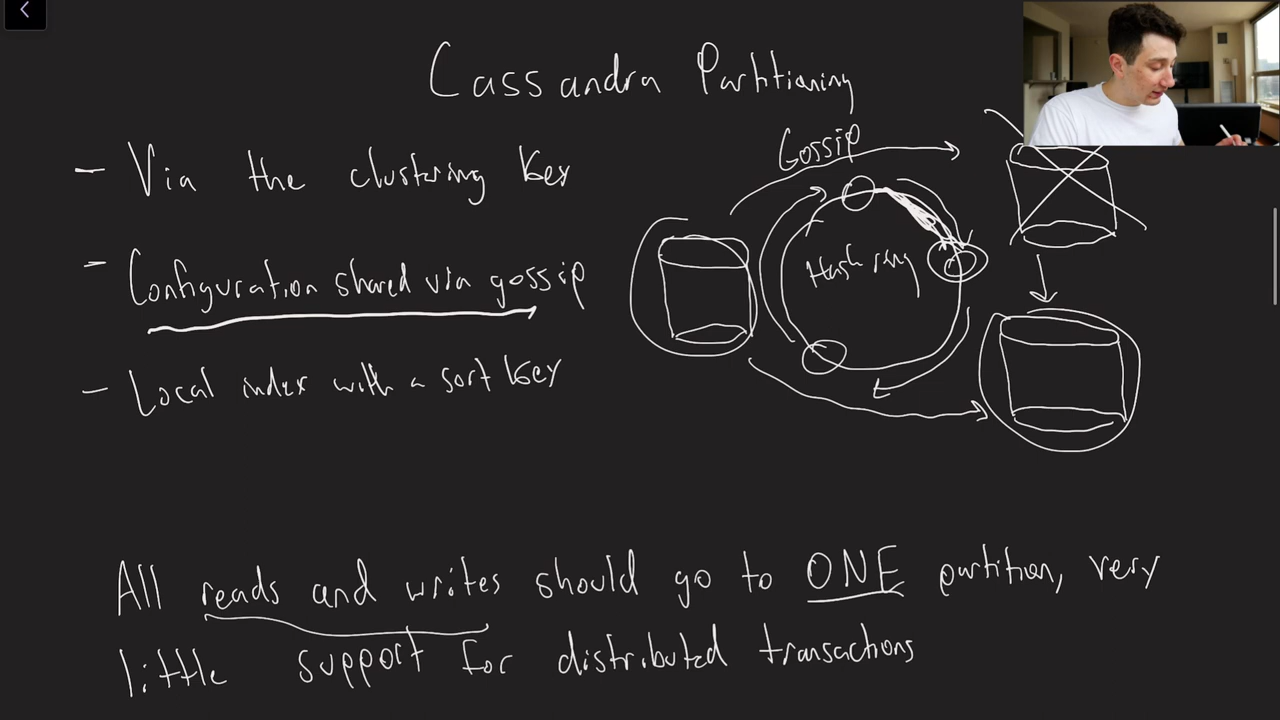 Cassandra Partitioning
- Via the clustering key
- Configuration shared via gossip
- Local index with a sort key
Gossip
Hash ring
All reads and writes should go to ONE partition, very
little support for distributed transactions